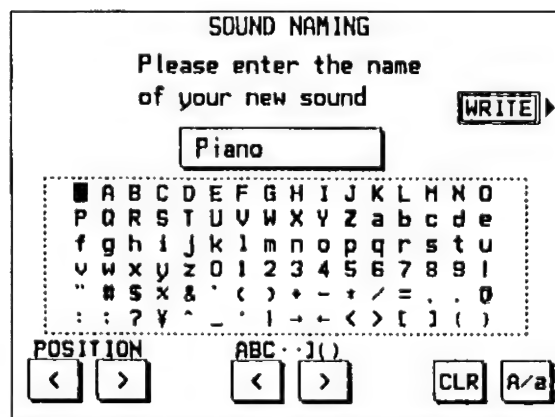 SOUND NAMING
Please enter the name
of your new sound
WRITE
Piano
A B C D E F G H I J K L M N O
P Q R S T U V W X Y Z a b c d e
f g h i j k l m n o p q r s t u
v w x y z 0 1 2 3 4 5 6 7 8 9 !
" # $ % & ' ( ) + - * / = , .
: ; ? ¥ ^ _ ` | → ← < > [ ] { }
POSITION
ABC··]()
< >
< >
CLR
A/a